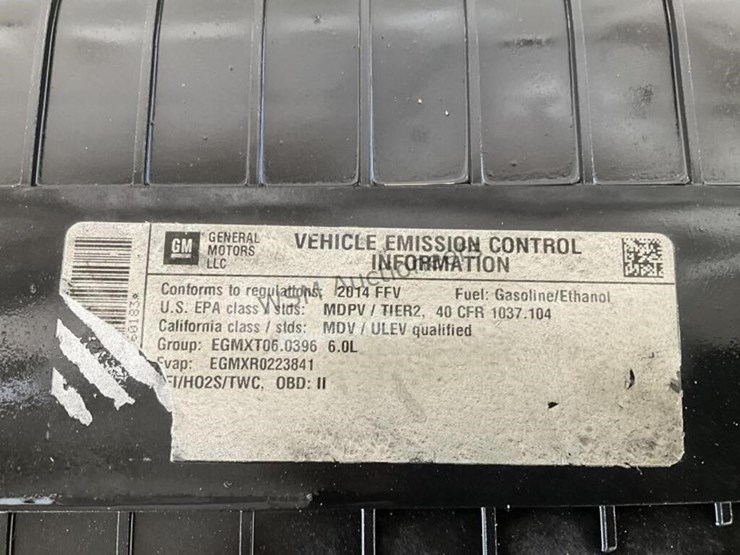 GM GENERAL MOTORS LLC
VEHICLE EMISSION CONTROL INFORMATION
Conforms to regulations: 2014 FFV Fuel: Gasoline/Ethanol
U.S. EPA class / stds: MDPV / TIER2, 40 CFR 1037.104
California class / stds: MDV / ULEV qualified
Group: EGMXT06.0396 6.0L
Evap: EGMXR0223841
FI/HO2S/TWC, OBD: II
60183*